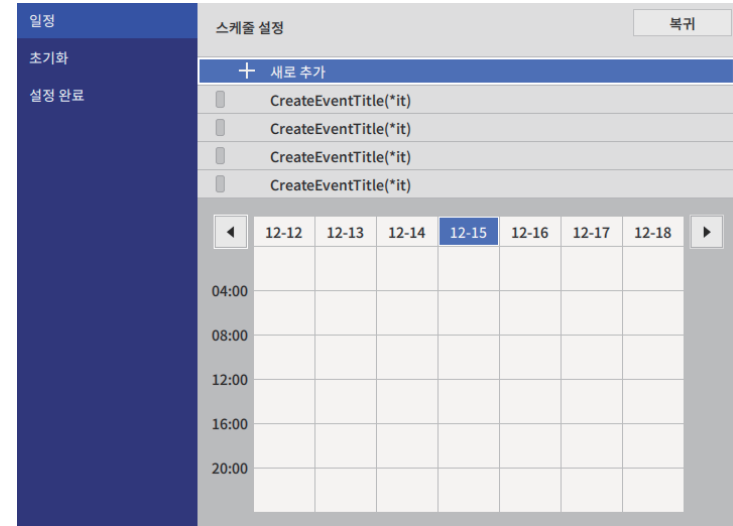 일정
초기화
설정 완료
스케줄 설정
복귀
새로 추가
CreateEventTitle(*it)
CreateEventTitle(*it)
CreateEventTitle(*it)
CreateEventTitle(*it)
12-12 12-13 12-14 12-15 12-16 12-17 12-18
04:00
08:00
12:00
16:00
20:00